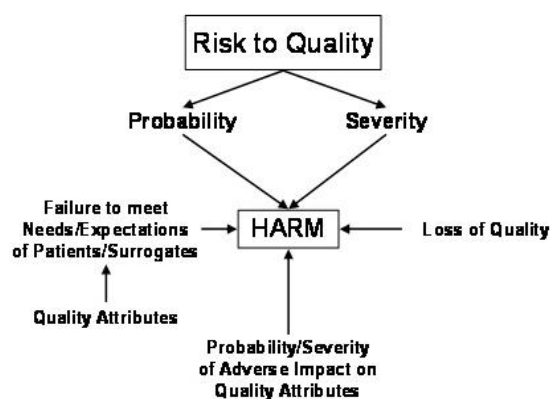 Risk to Quality
Probability
Severity
Failure to meet
Needs/Expectations
of Patients/Surrogates
HARM
Loss of Quality
Quality Attributes
Probability/Severity
of Adverse Impact on
Quality Attributes